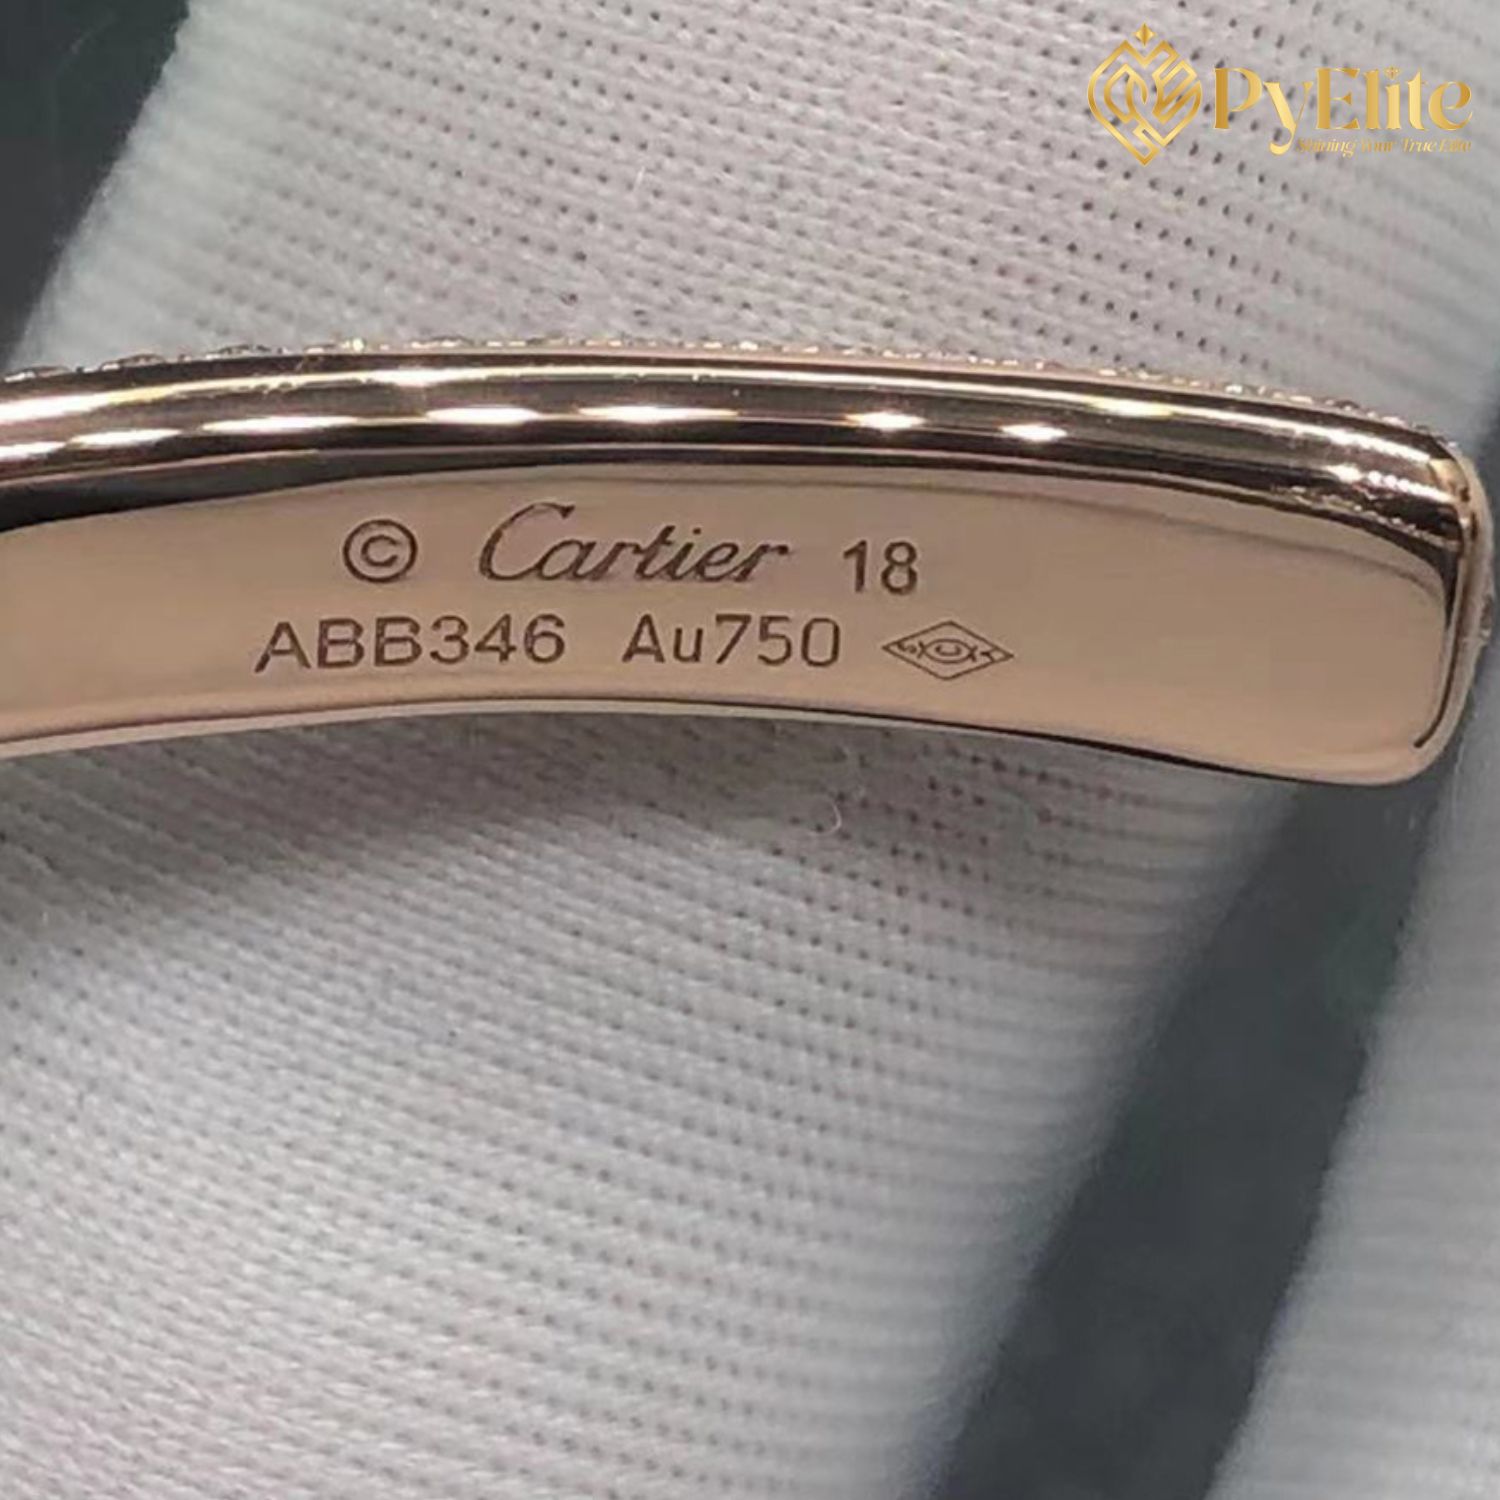 PyElite
Shining Your True Elite
© Cartier 18
ABB346 Au750